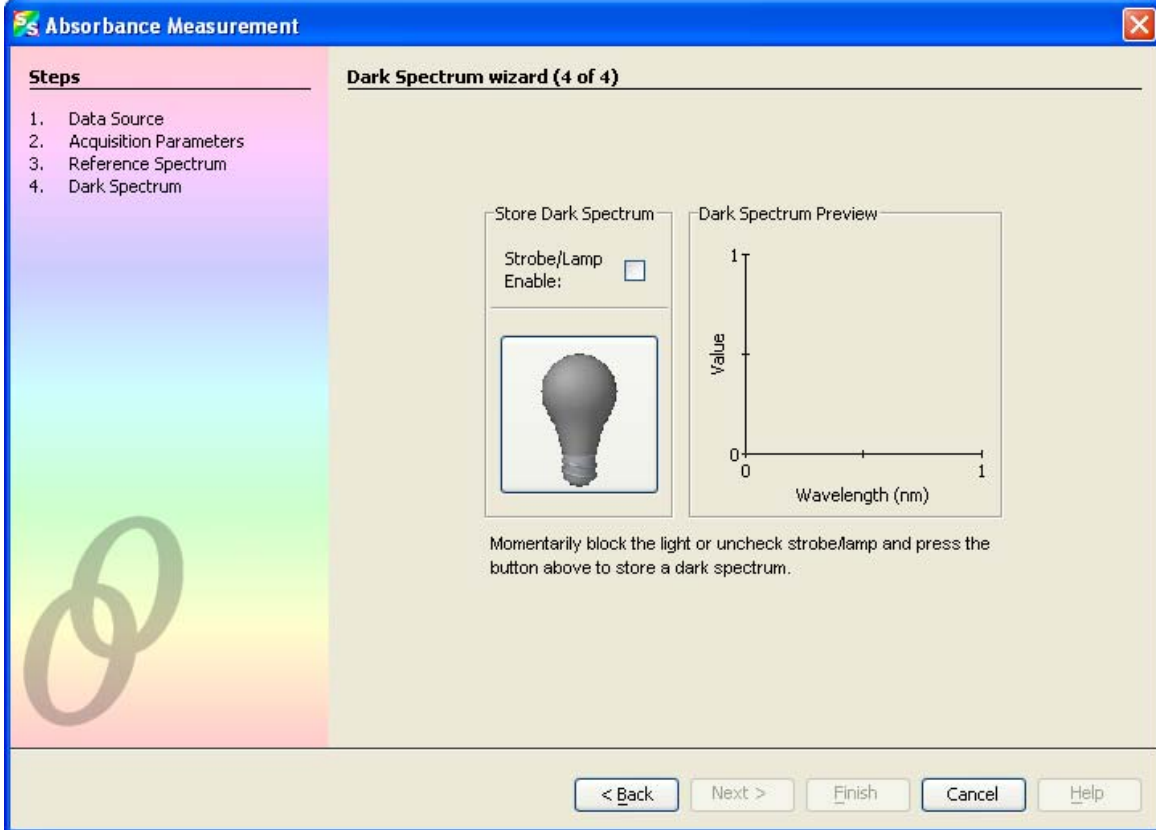 Absorbance Measurement
Steps
1. Data Source
2. Acquisition Parameters
3. Reference Spectrum
4. Dark Spectrum
Dark Spectrum wizard (4 of 4)
Store Dark Spectrum
Strobe/Lamp
Enable:
Dark Spectrum Preview
1
Value
0
0
1
Wavelength (nm)
Momentarily block the light or uncheck strobe/lamp and press the
button above to store a dark spectrum.
OO
< Back
Next >
Finish
Cancel
Help